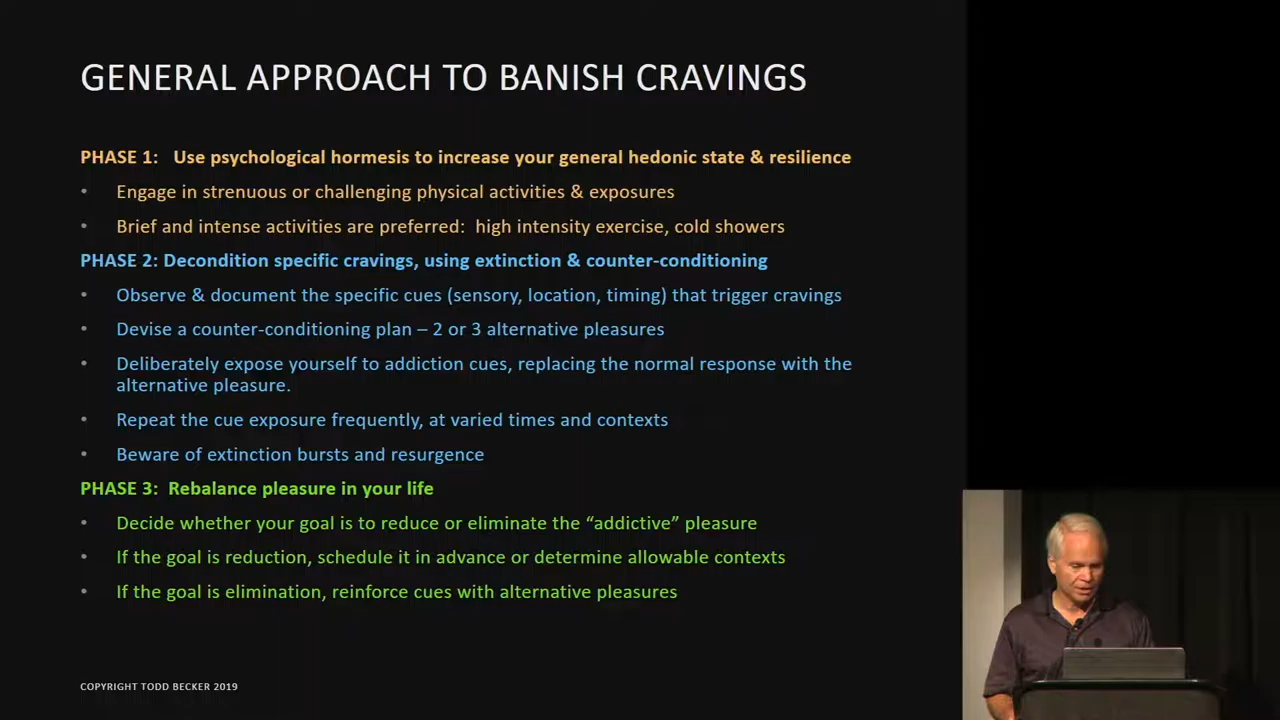 GENERAL APPROACH TO BANISH CRAVINGS
PHASE 1: Use psychological hormesis to increase your general hedonic state & resilience
• Engage in strenuous or challenging physical activities & exposures
• Brief and intense activities are preferred: high intensity exercise, cold showers
PHASE 2: Decondition specific cravings, using extinction & counter-conditioning
• Observe & document the specific cues (sensory, location, timing) that trigger cravings
• Devise a counter-conditioning plan – 2 or 3 alternative pleasures
• Deliberately expose yourself to addiction cues, replacing the normal response with the
alternative pleasure.
• Repeat the cue exposure frequently, at varied times and contexts
• Beware of extinction bursts and resurgence
PHASE 3: Rebalance pleasure in your life
• Decide whether your goal is to reduce or eliminate the “addictive” pleasure
• If the goal is reduction, schedule it in advance or determine allowable contexts
• If the goal is elimination, reinforce cues with alternative pleasures
COPYRIGHT TODD BECKER 2019